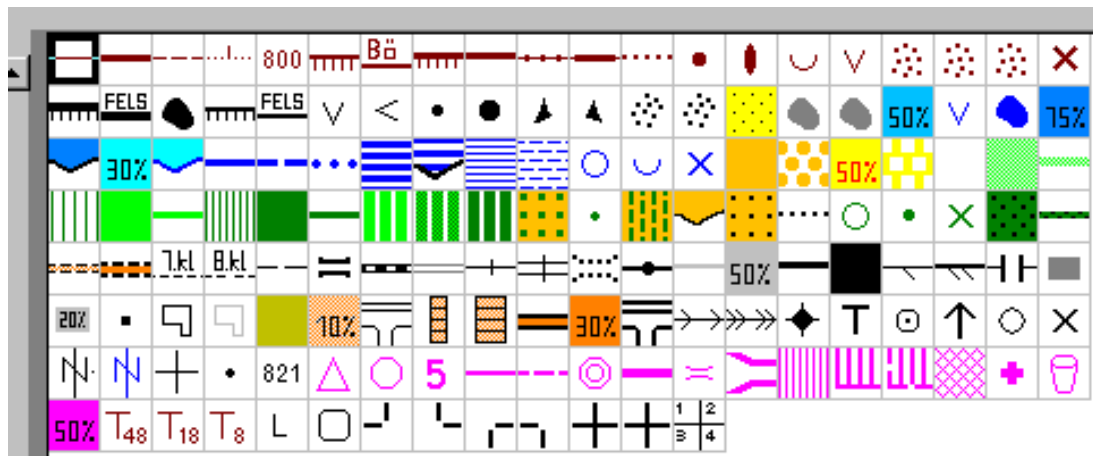 800 Bö
FELS FELS 50% 75%
30% 50%
7.kl 8.kl 50%
20% 10% 30% T
821 5
50% T48 T18 T8 L 1 2
3 4